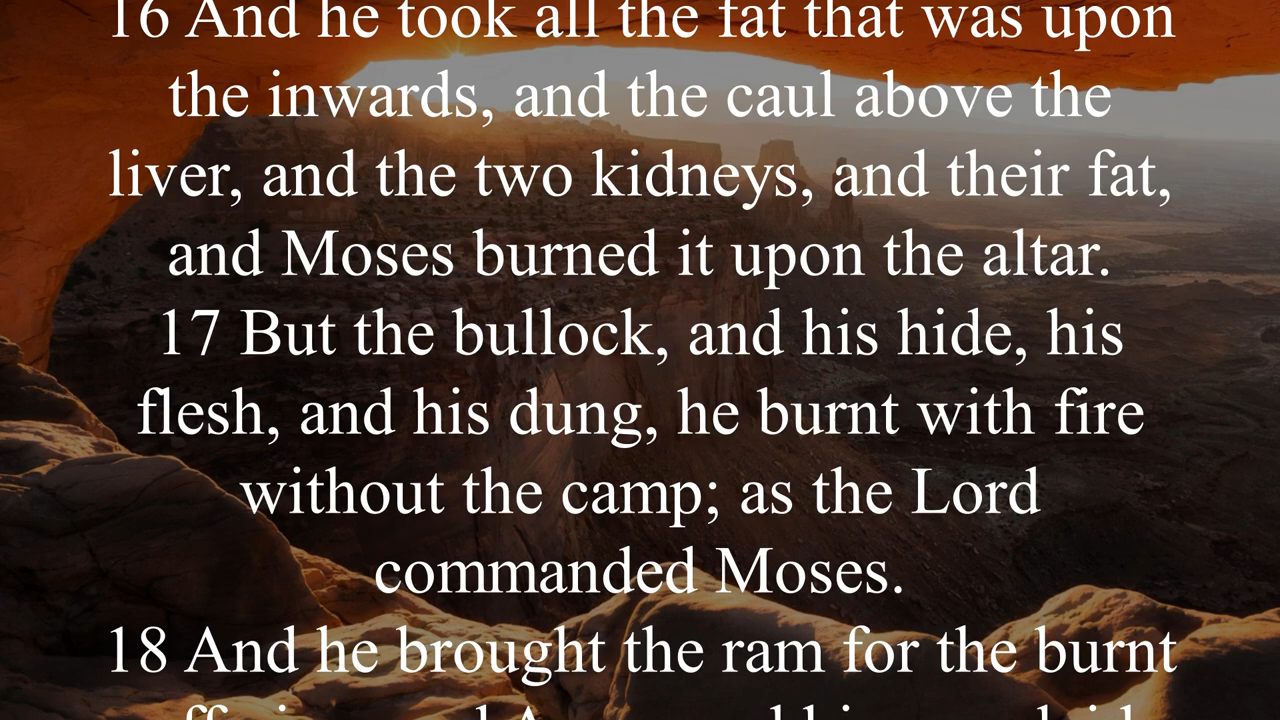 16 And he took all the fat that was upon
the inwards, and the caul above the
liver, and the two kidneys, and their fat,
and Moses burned it upon the altar.
17 But the bullock, and his hide, his
flesh, and his dung, he burnt with fire
without the camp; as the Lord
commanded Moses.
18 And he brought the ram for the burnt